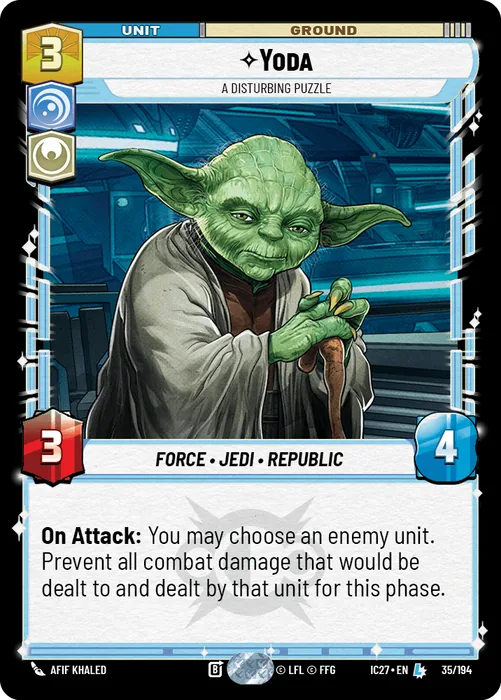 UNIT
GROUND
3
✧YODA
A DISTURBING PUZZLE
3
4
FORCE • JEDI • REPUBLIC
On Attack: You may choose an enemy unit.
Prevent all combat damage that would be
dealt to and dealt by that unit for this phase.
AFIF KHALED
B
© LFL © FFG
IC27 • EN
L
35/194